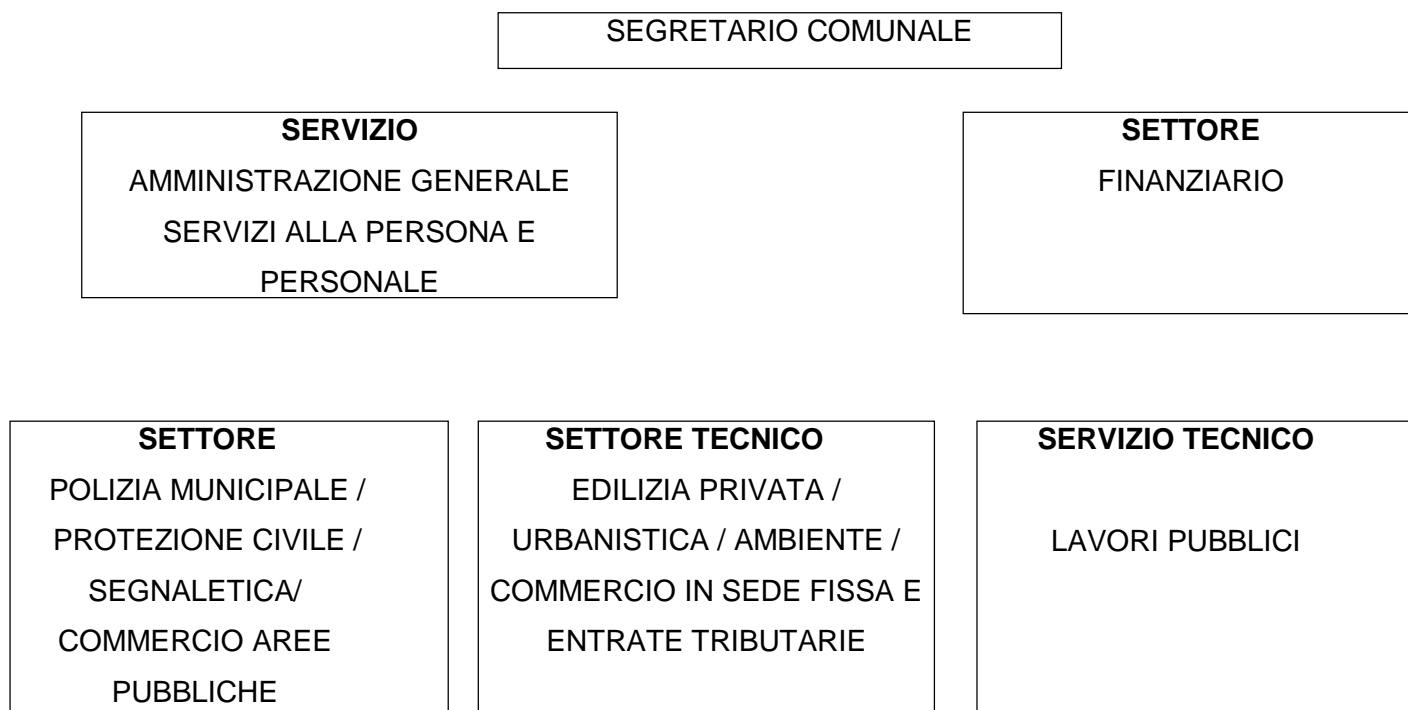 SEGRETARIO COMUNALE
SERVIZIO
AMMINISTRAZIONE GENERALE
SERVIZI ALLA PERSONA E
PERSONALE
SETTORE
FINANZIARIO
SETTORE
POLIZIA MUNICIPALE /
PROTEZIONE CIVILE /
SEGNALETICA/
COMMERCIO AREE
PUBBLICHE
SETTORE TECNICO
EDILIZIA PRIVATA /
URBANISTICA / AMBIENTE /
COMMERCIO IN SEDE FISSA E
ENTRATE TRIBUTARIE
SERVIZIO TECNICO
LAVORI PUBBLICI